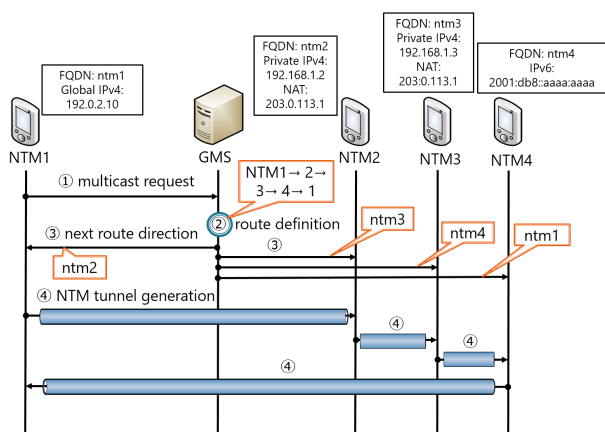 FQDN: ntm1
Global IPv4:
192.0.2.10
FQDN: ntm2
Private IPv4:
192.168.1.2
NAT:
203.0.113.1
FQDN: ntm3
Private IPv4:
192.168.1.3
NAT:
203:0.113.1
FQDN: ntm4
IPv6:
2001:db8::aaaa:aaaa
NTM1
GMS
NTM2
NTM3
NTM4
① multicast request
NTM1→ 2→
3→ 4→ 1
② route definition
③ next route direction
ntm2
③
ntm3
ntm4
ntm1
④ NTM tunnel generation
④
④
④